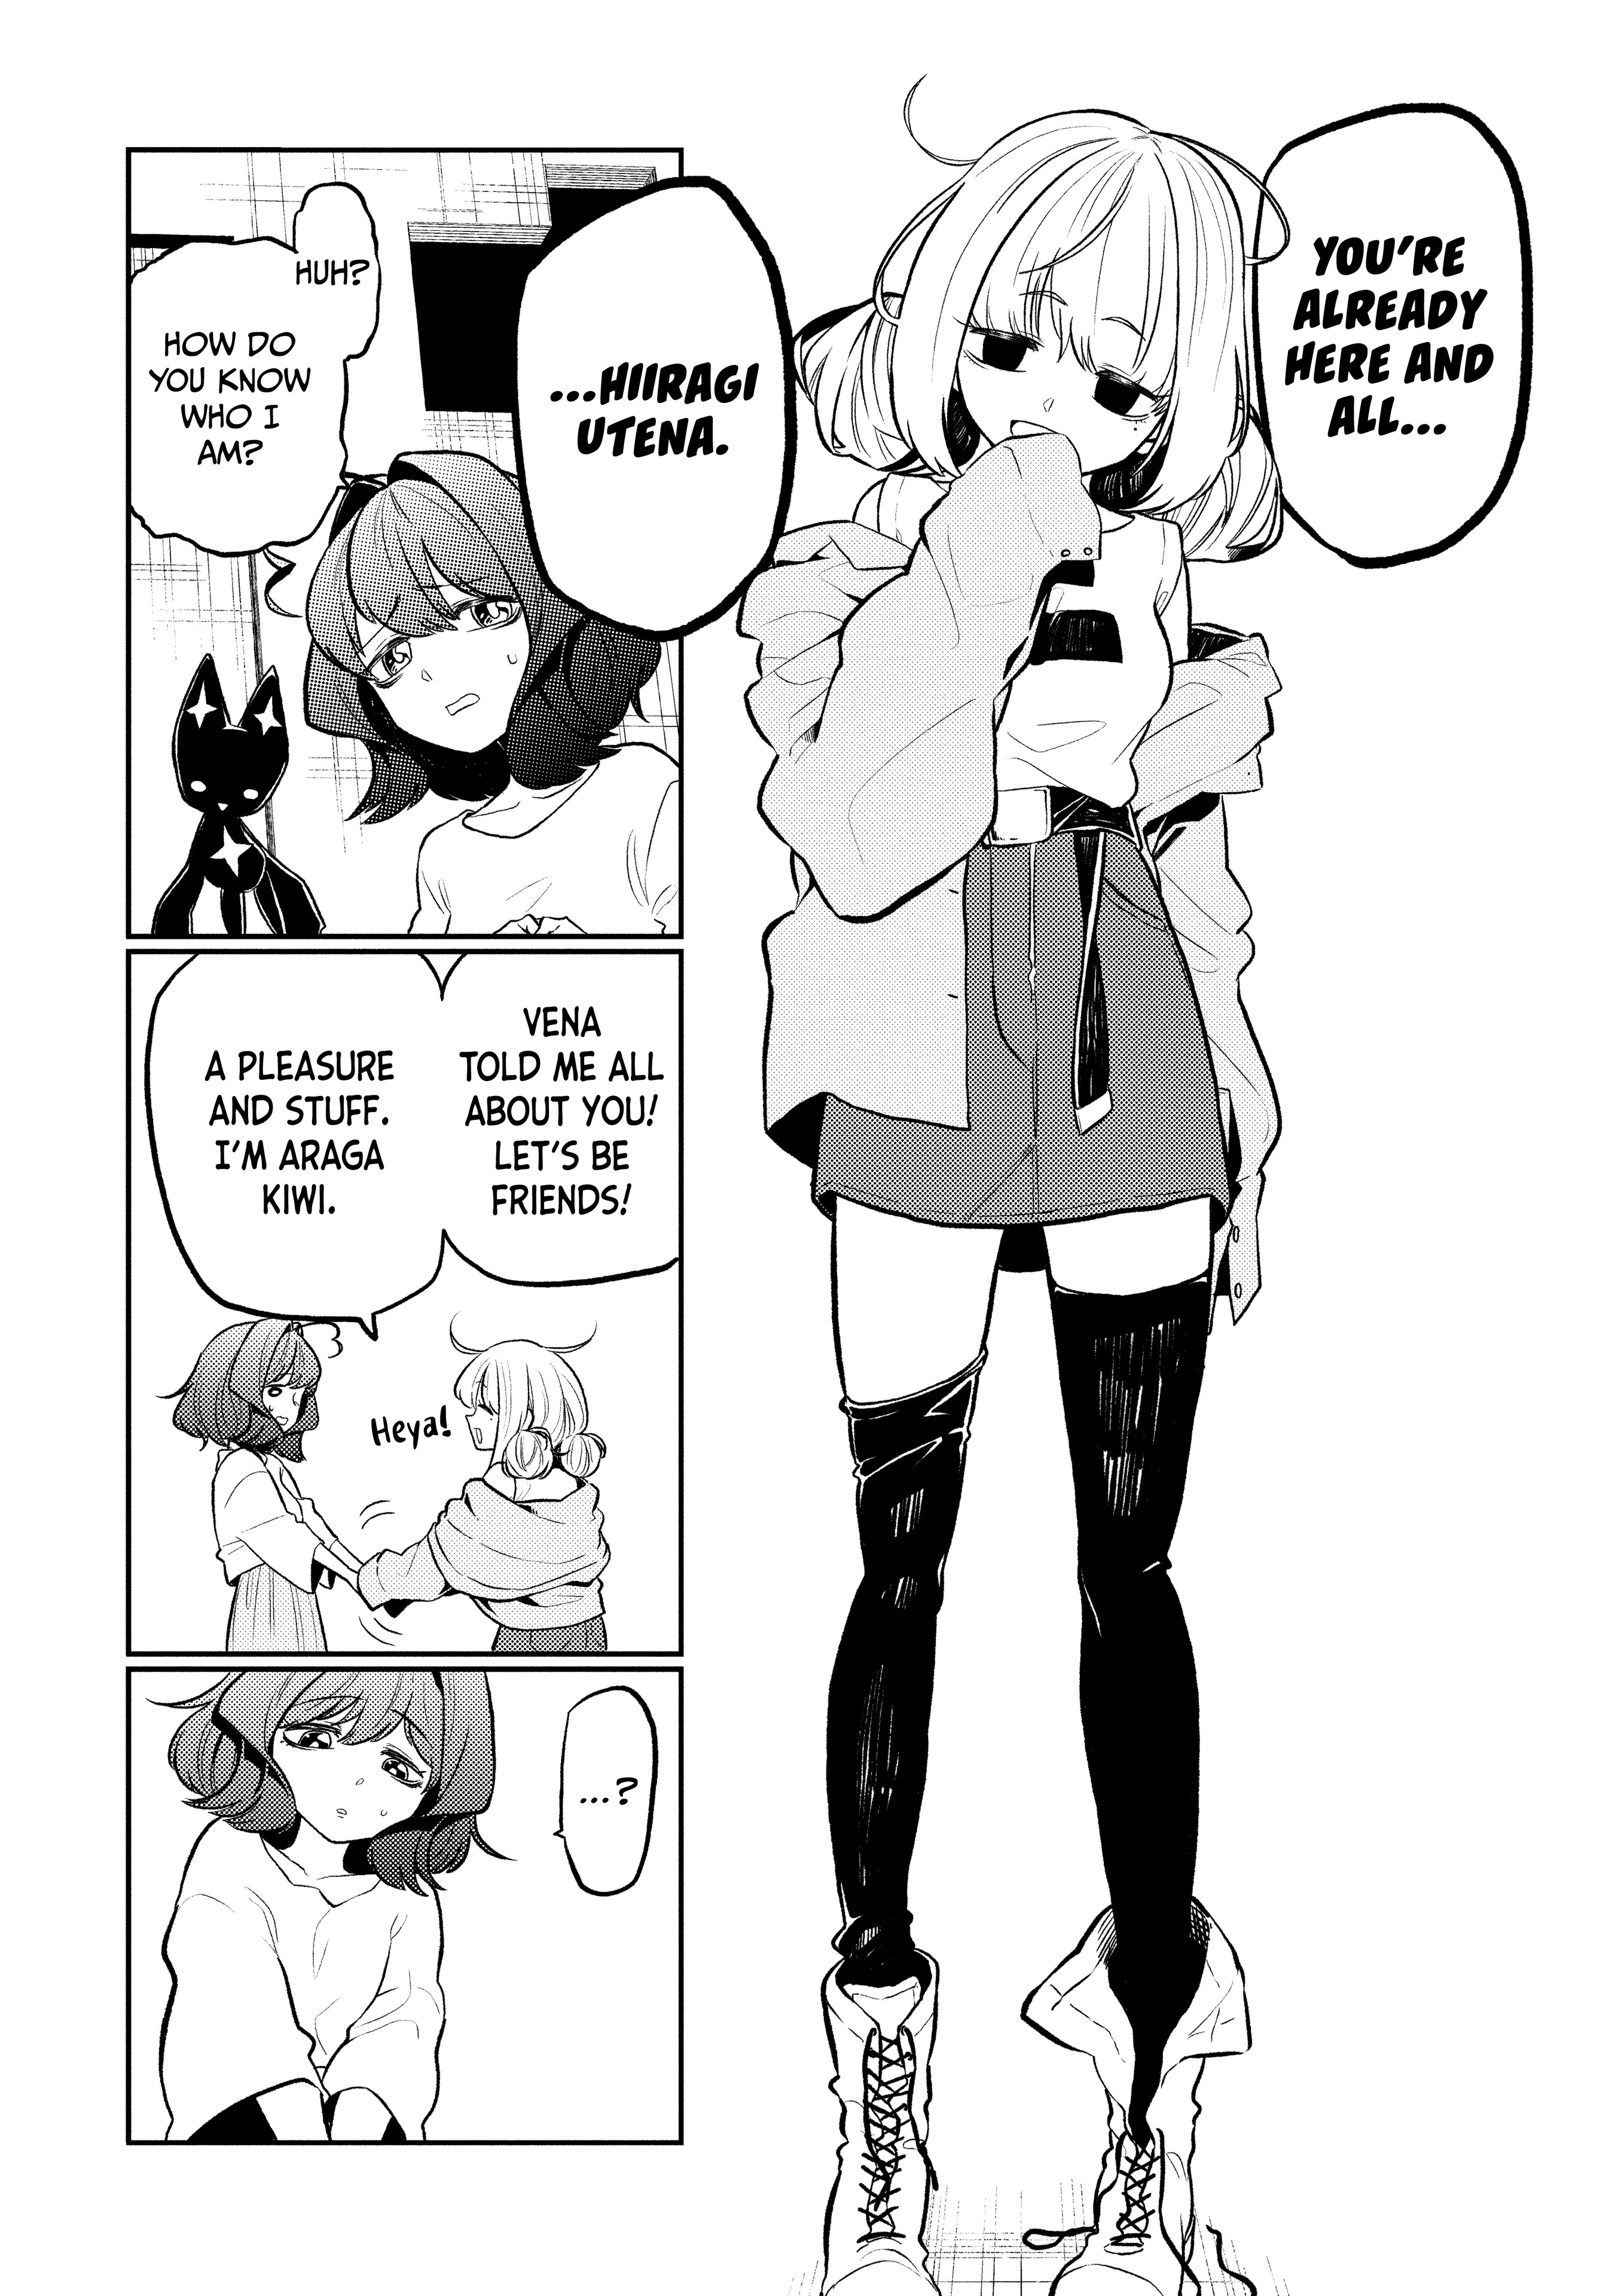 YOU'RE
ALREADY
HERE AND
ALL...
...HIIRAGI
UTENA.
HUH?
HOW DO
YOU KNOW
WHO I
AM?
VENA
TOLD ME ALL
ABOUT YOU!
LET'S BE
FRIENDS!
A PLEASURE
AND STUFF.
I'M ARAGA
KIWI.
Heya!
...?